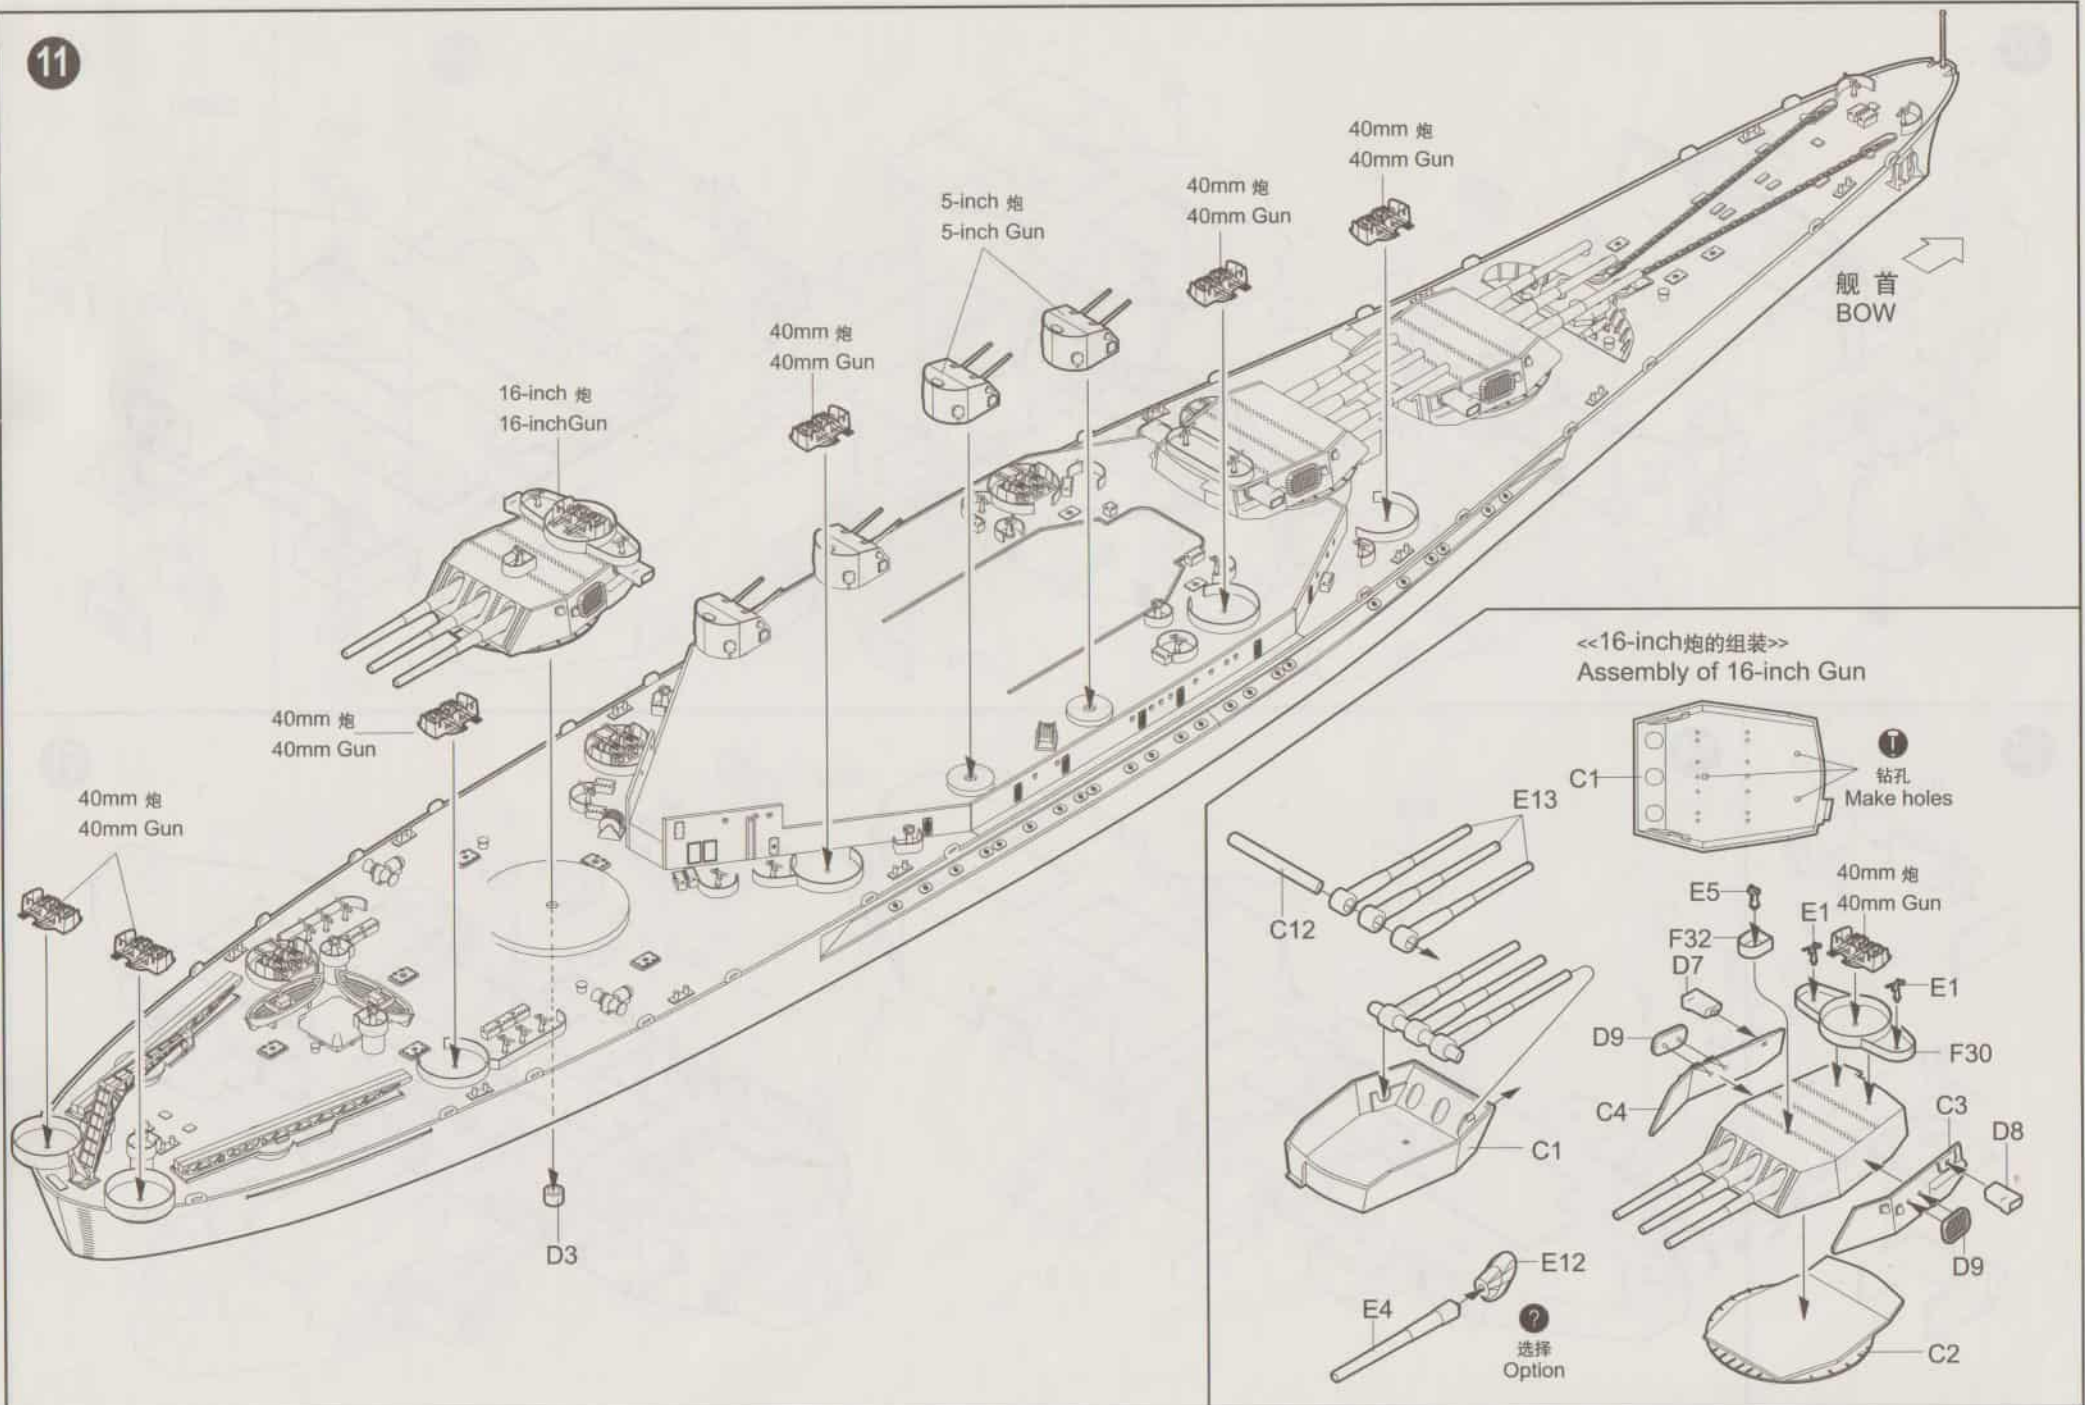 11
40mm 炮
40mm Gun
40mm 炮
40mm Gun
5-inch 炮
5-inch Gun
舰 首
BOW
40mm 炮
40mm Gun
16-inch 炮
16-inchGun
40mm 炮
40mm Gun
40mm 炮
40mm Gun
D3
<<16-inch炮的组装>>
Assembly of 16-inch Gun
C1
!
钻孔
Make holes
E13
C12
E5
40mm 炮
40mm Gun
E1
F32
D7
E1
D9
F30
C4
C3
D8
C1
D9
E12
E4
?
选择
Option
C2